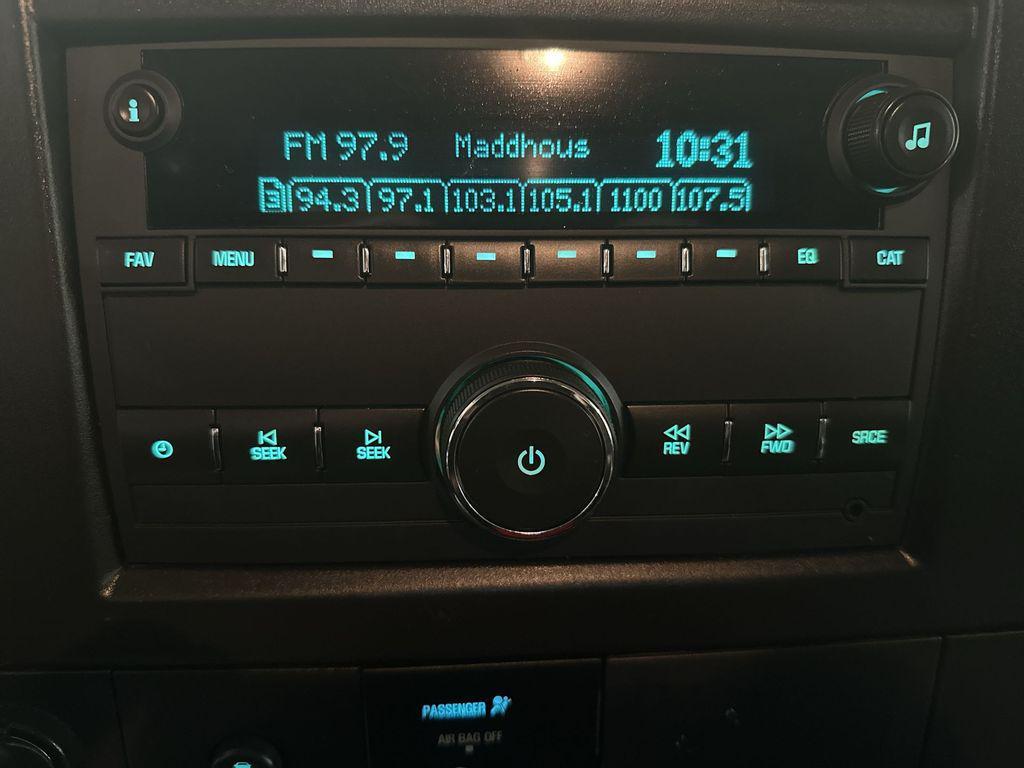 FM 97.9 Maddhous 10:31
3 94.3 97.1 103.1 105.1 1100 107.5
FAV MENU EQ CAT
SEEK SEEK REV FWD SRCE
PASSENGER
AIR BAG OFF